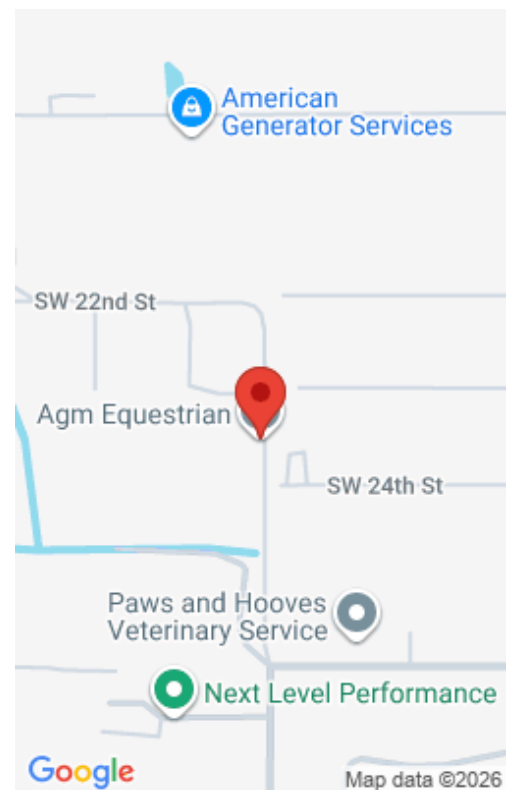 American
Generator Services
SW 22nd St
Agm Equestrian
SW 24th St
Paws and Hooves
Veterinary Service
Next Level Performance
Google
Map data ©2026